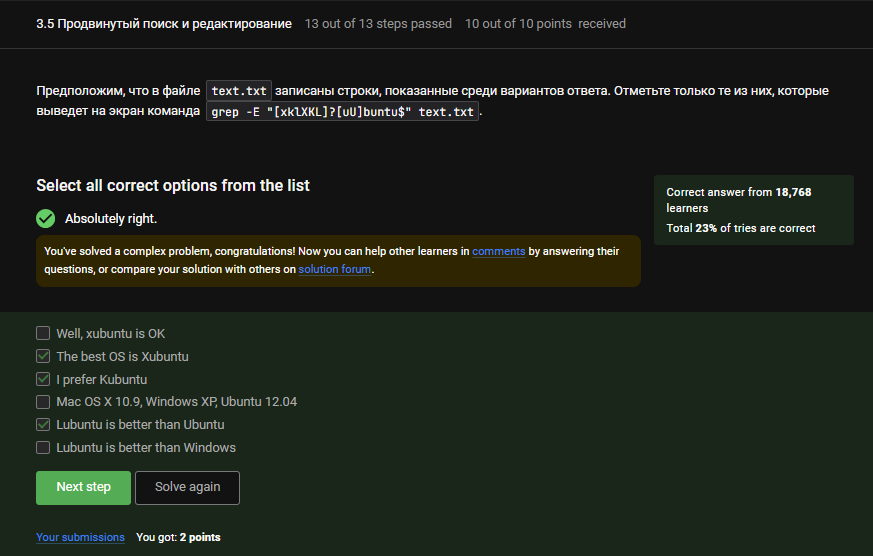 3.5 Продвинутый поиск и редактирование 13 out of 13 steps passed 10 out of 10 points received
Предположим, что в файле text.txt записаны строки, показанные среди вариантов ответа. Отметьте только те из них, которые
выведет на экран команда grep -E "[xklXKL]?[uU]buntu$" text.txt.
Select all correct options from the list
Absolutely right.
You've solved a complex problem, congratulations! Now you can help other learners in comments by answering their
questions, or compare your solution with others on solution forum.
Correct answer from 18,768
learners
Total 23% of tries are correct
Well, xubuntu is OK
The best OS is Xubuntu
I prefer Kubuntu
Mac OS X 10.9, Windows XP, Ubuntu 12.04
Lubuntu is better than Ubuntu
Lubuntu is better than Windows
Next step Solve again
Your submissions You got: 2 points